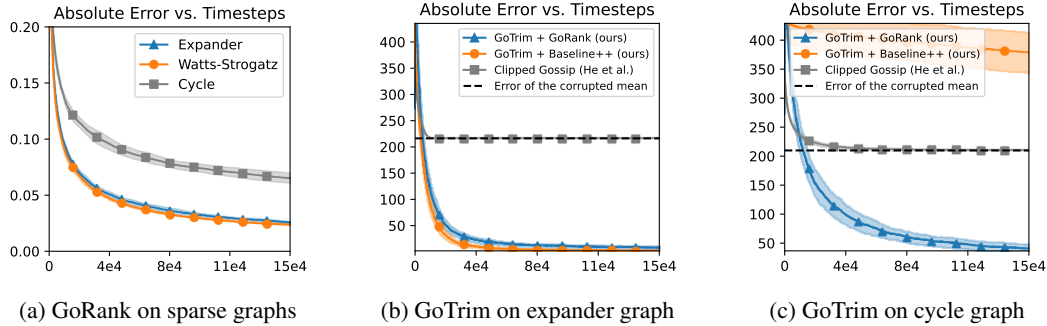 Absolute Error vs. Timesteps
0.20
0.15
0.10
0.05
0.00
Expander
Watts-Strogatz
Cycle
0 4e4 8e4 11e4 15e4
(a) GoRank on sparse graphs
Absolute Error vs. Timesteps
400
350
300
250
200
150
100
50
GoTrim + GoRank (ours)
GoTrim + Baseline++ (ours)
Clipped Gossip (He et al.)
Error of the corrupted mean
0 4e4 8e4 11e4 15e4
(b) GoTrim on expander graph
Absolute Error vs. Timesteps
400
350
300
250
200
150
100
50
GoTrim + GoRank (ours)
GoTrim + Baseline++ (ours)
Clipped Gossip (He et al.)
Error of the corrupted mean
0 4e4 8e4 11e4 15e4
(c) GoTrim on cycle graph